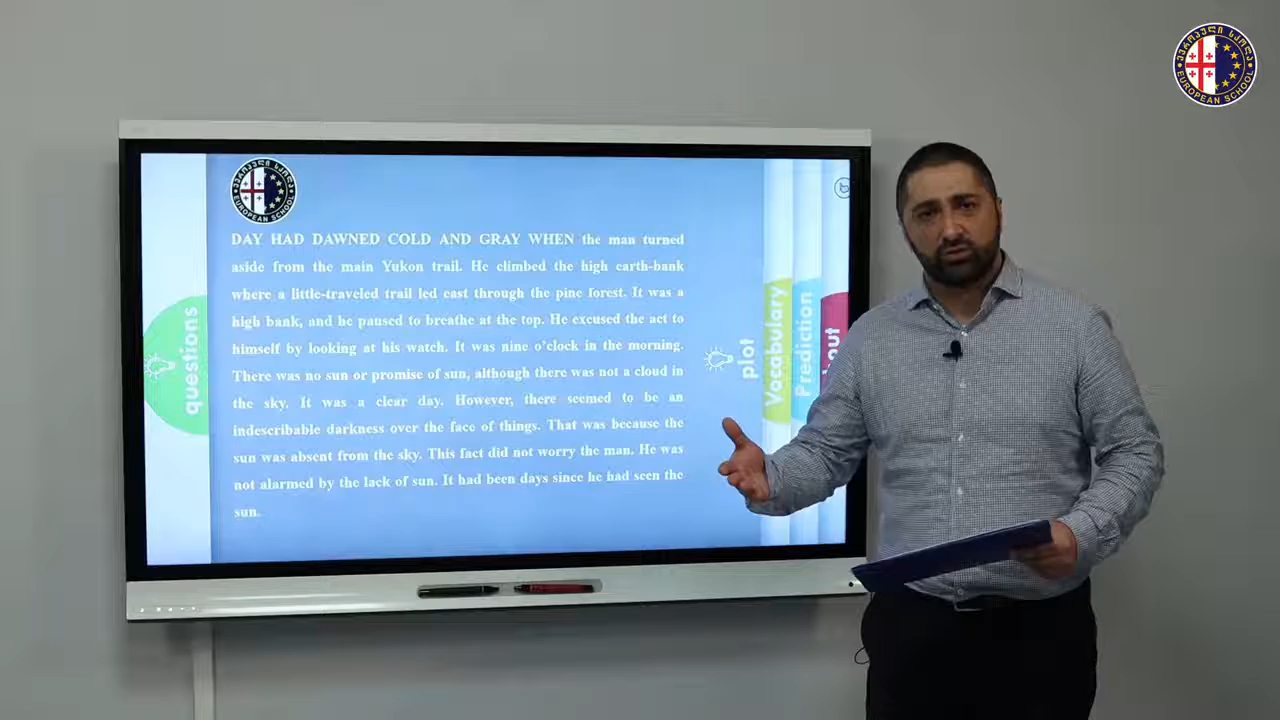 ევროპული სკოლა
EUROPEAN SCHOOL
ევროპული სკოლა
EUROPEAN SCHOOL
DAY HAD DAWNED COLD AND GRAY WHEN the man turned
aside from the main Yukon trail. He climbed the high earth-bank
where a little-traveled trail led east through the pine forest. It was a
high bank, and he paused to breathe at the top. He excused the act to
himself by looking at his watch. It was nine o'clock in the morning.
There was no sun or promise of sun, although there was not a cloud in
the sky. It was a clear day. However, there seemed to be an
indescribable darkness over the face of things. That was because the
sun was absent from the sky. This fact did not worry the man. He was
not alarmed by the lack of sun. It had been days since he had seen the
sun.
questions
plot
Vocabulary
Prediction